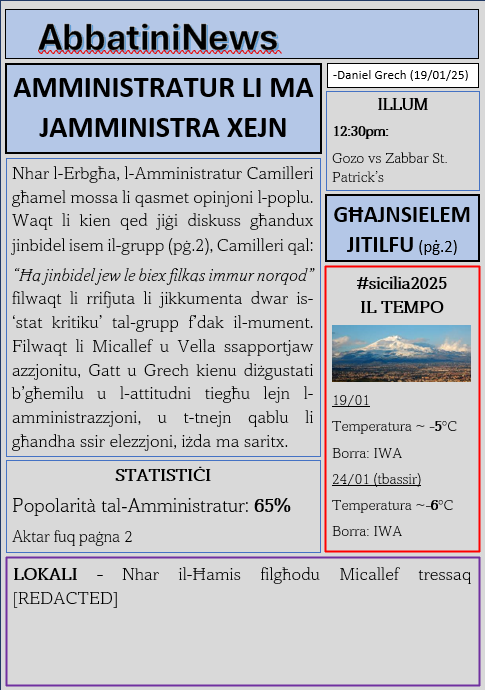 AbbatiniNews
AMMINISTRATUR LI MA
JAMMINISTRA XEJN
Nhar l-Erbgħa, l-Amministratur Camilleri
għamel mossa li qasmet opinjoni l-poplu.
Waqt li kien qed jiġi diskuss għandux
jinbidel isem il-grupp (pġ.2), Camilleri qal:
“Ħa jinbidel jew le biex filkas immur norqod”
filwaqt li rrifjuta li jikkumenta dwar is-
‘stat kritiku’ tal-grupp f’dak il-mument.
Filwaqt li Micallef u Vella ssapportjaw
azzjonitu, Gatt u Grech kienu diżgustati
b’għemilu u l-attitudni tiegħu lejn l-
amministrazzjoni, u t-tnejn qablu li
għandha ssir elezzjoni, iżda ma saritx.
STATISTIĊI
Popolarità tal-Amministratur: 65%
Aktar fuq paġna 2
-Daniel Grech (19/01/25)
ILLUM
12:30pm:
Gozo vs Zabbar St.
Patrick’s
GĦAJNSIELEM
JITILFU (pġ.2)
#sicilia2025
IL TEMPO
19/01
Temperatura ~ -5°C
Borra: IWA
24/01 (tbassir)
Temperatura ~-6°C
Borra: IWA
LOKALI - Nhar il-Ħamis filgħodu Micallef tressaq
[REDACTED]